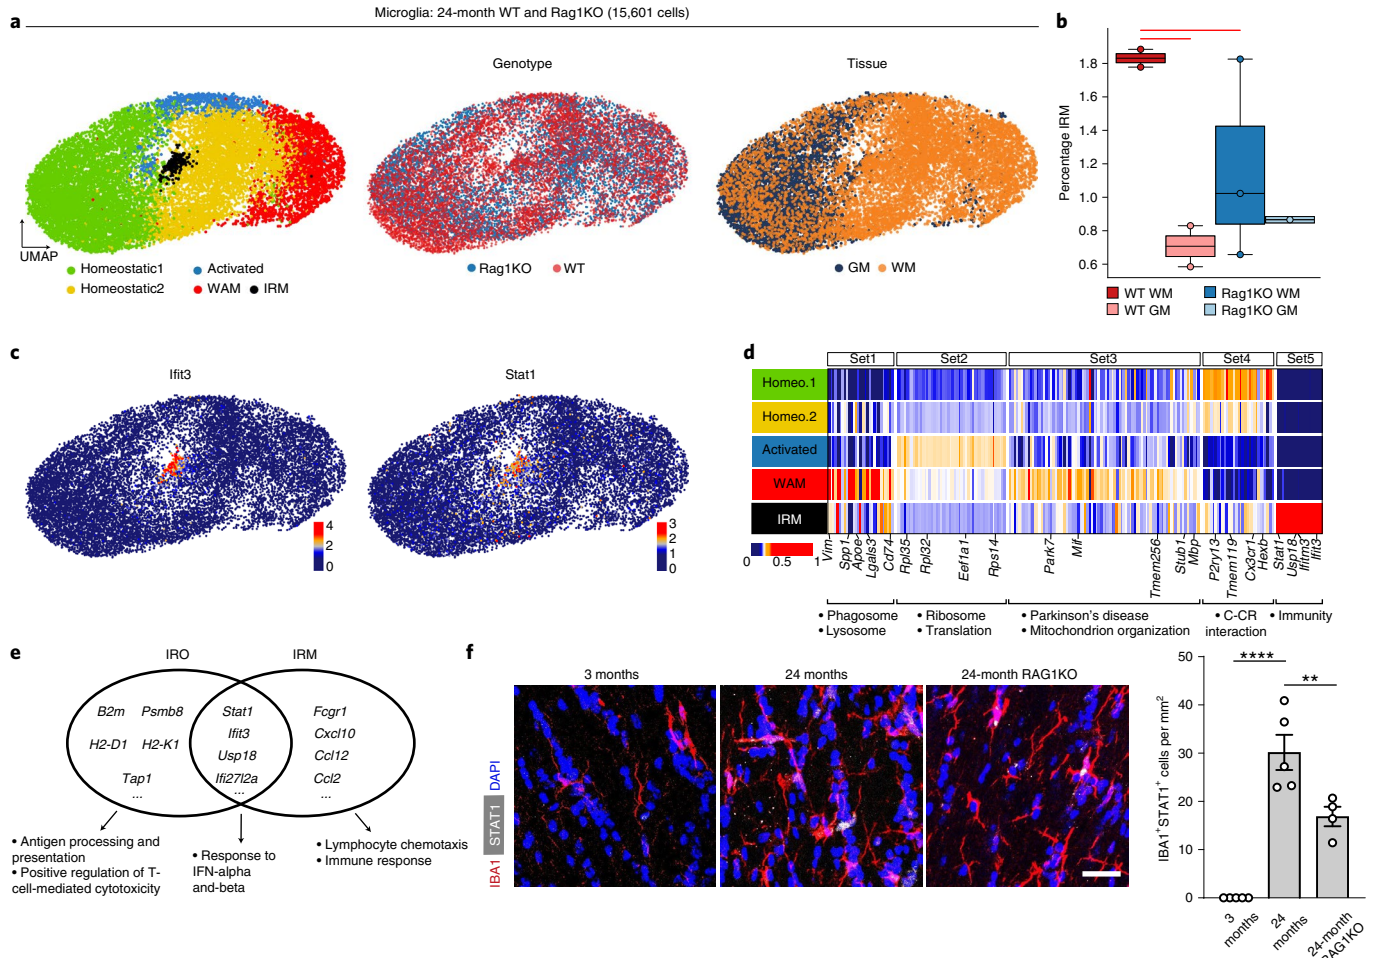 Microglia: 24-month WT and Rag1KO (15,601 cells)
a
Genotype
Tissue
UMAP
Homeostatic1
Activated
Homeostatic2
WAM
IRM
Rag1KO
WT
GM
WM
b
Percentage IRM
1.8
1.6
1.4
1.2
1.0
0.8
0.6
WT WM
Rag1KO WM
WT GM
Rag1KO GM
c
Ifit3
Stat1
4
2
1
0
3
2
1
0
d
Set1
Set2
Set3
Set4
Set5
Homeo.1
Homeo.2
Activated
WAM
IRM
0
0.5
1
Vim
Spp1
Apoe
Lgals3
Cd74
Rpl35
Rpl32
Eef1a1
Rps14
Park7
Mif
Tmem256
Stub1
Mbp
P2ry13
Tmem119
Cx3cr1
Hexb
Stat1
Usp18
Ifitm3
Ifit3
• Phagosome
• Lysosome
• Ribosome
• Translation
• Parkinson's disease
• Mitochondrion organization
• C-CR
interaction
• Immunity
e
IRO
IRM
B2m
Psmb8
H2-D1
H2-K1
Tap1
...
Stat1
Ifit3
Usp18
Ifi27l2a
...
Fcgr1
Cxcl10
Ccl12
Ccl2
...
• Antigen processing and
presentation
• Positive regulation of T-
cell-mediated cytotoxicity
• Response to
IFN-alpha
and-beta
• Lymphocyte chemotaxis
• Immune response
f
3 months
24 months
24-month RAG1KO
IBA1 STAT1 DAPI
IBA1⁺STAT1⁺ cells per mm²
50
40
30
20
10
0
****
**
3
months
24
months
24-month
RAG1KO